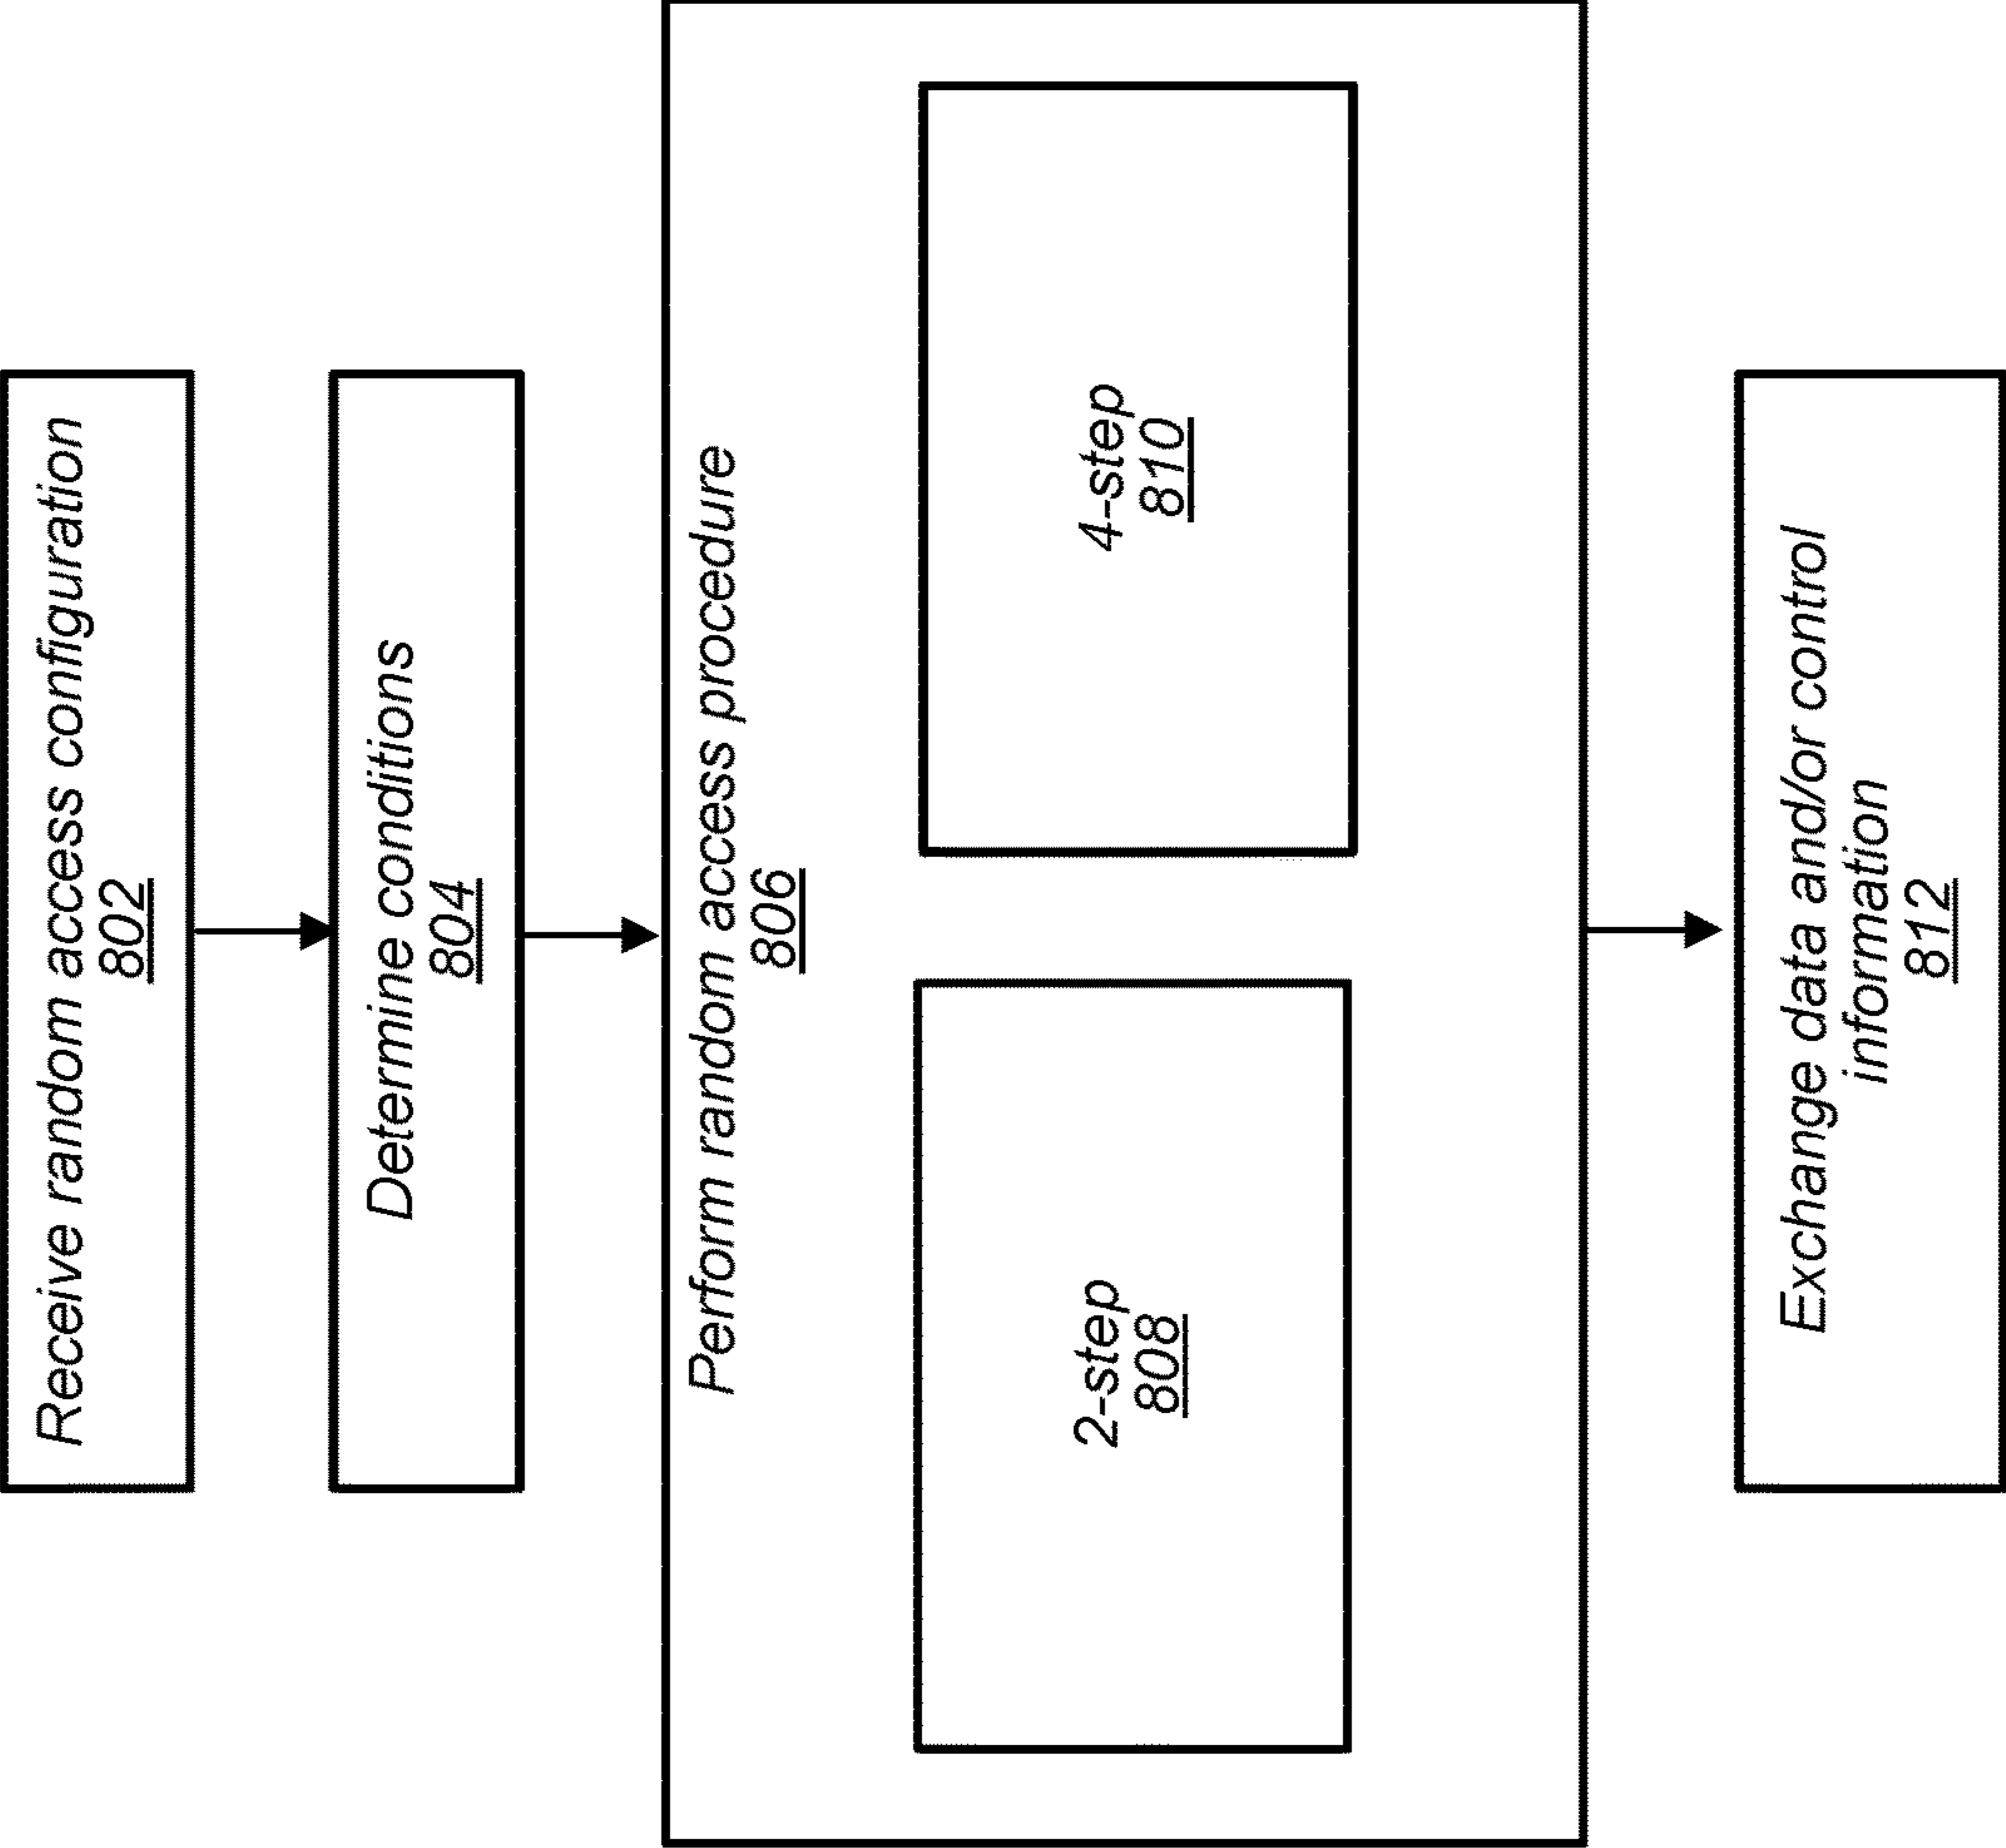 Receive random access configuration
802
Determine conditions
804
Perform random access procedure
806
2-step
808
4-step
810
Exchange data and/or control
information
812